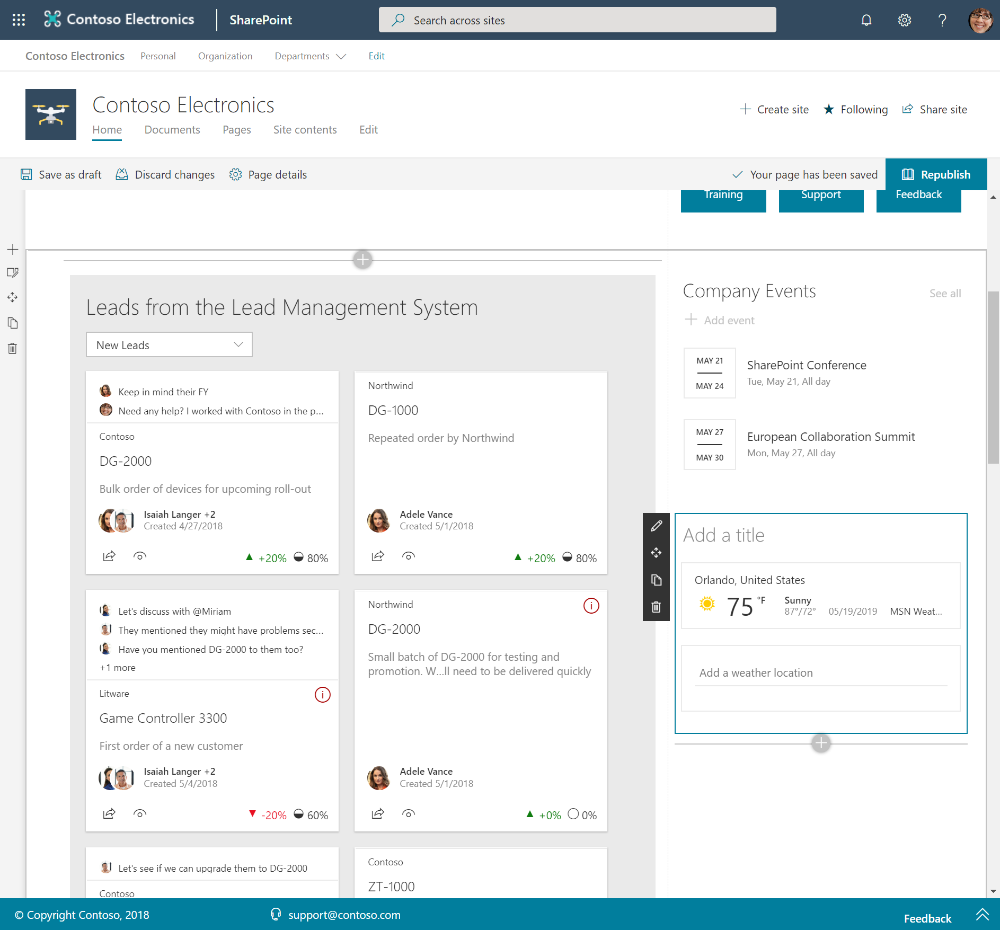 Contoso Electronics
SharePoint
Search across sites
Contoso Electronics Personal Organization Departments Edit
Contoso Electronics
Home Documents Pages Site contents Edit
Create site Following Share site
Save as draft Discard changes Page details
Your page has been saved Republish
Training Support Feedback
Leads from the Lead Management System
New Leads
Keep in mind their FY
Need any help? I worked with Contoso in the p...
Contoso
DG-2000
Bulk order of devices for upcoming roll-out
Isaiah Langer +2
Created 4/27/2018
+20% 80%
Northwind
DG-1000
Repeated order by Northwind
Adele Vance
Created 5/1/2018
+20% 80%
Let's discuss with @Miriam
They mentioned they might have problems sec...
Have you mentioned DG-2000 to them too?
+1 more
Litware
Game Controller 3300
First order of a new customer
Isaiah Langer +2
Created 5/4/2018
-20% 60%
Northwind
DG-2000
Small batch of DG-2000 for testing and
promotion. W...ll need to be delivered quickly
Adele Vance
Created 5/1/2018
+0% 0%
Let's see if we can upgrade them to DG-2000
Contoso
Contoso
ZT-1000
Company Events
See all
Add event
MAY 21
MAY 24
SharePoint Conference
Tue, May 21, All day
MAY 27
MAY 30
European Collaboration Summit
Mon, May 27, All day
Add a title
Orlando, United States
75 °F
Sunny
87°/72° 05/19/2019 MSN Weat...
Add a weather location
© Copyright Contoso, 2018
support@contoso.com
Feedback